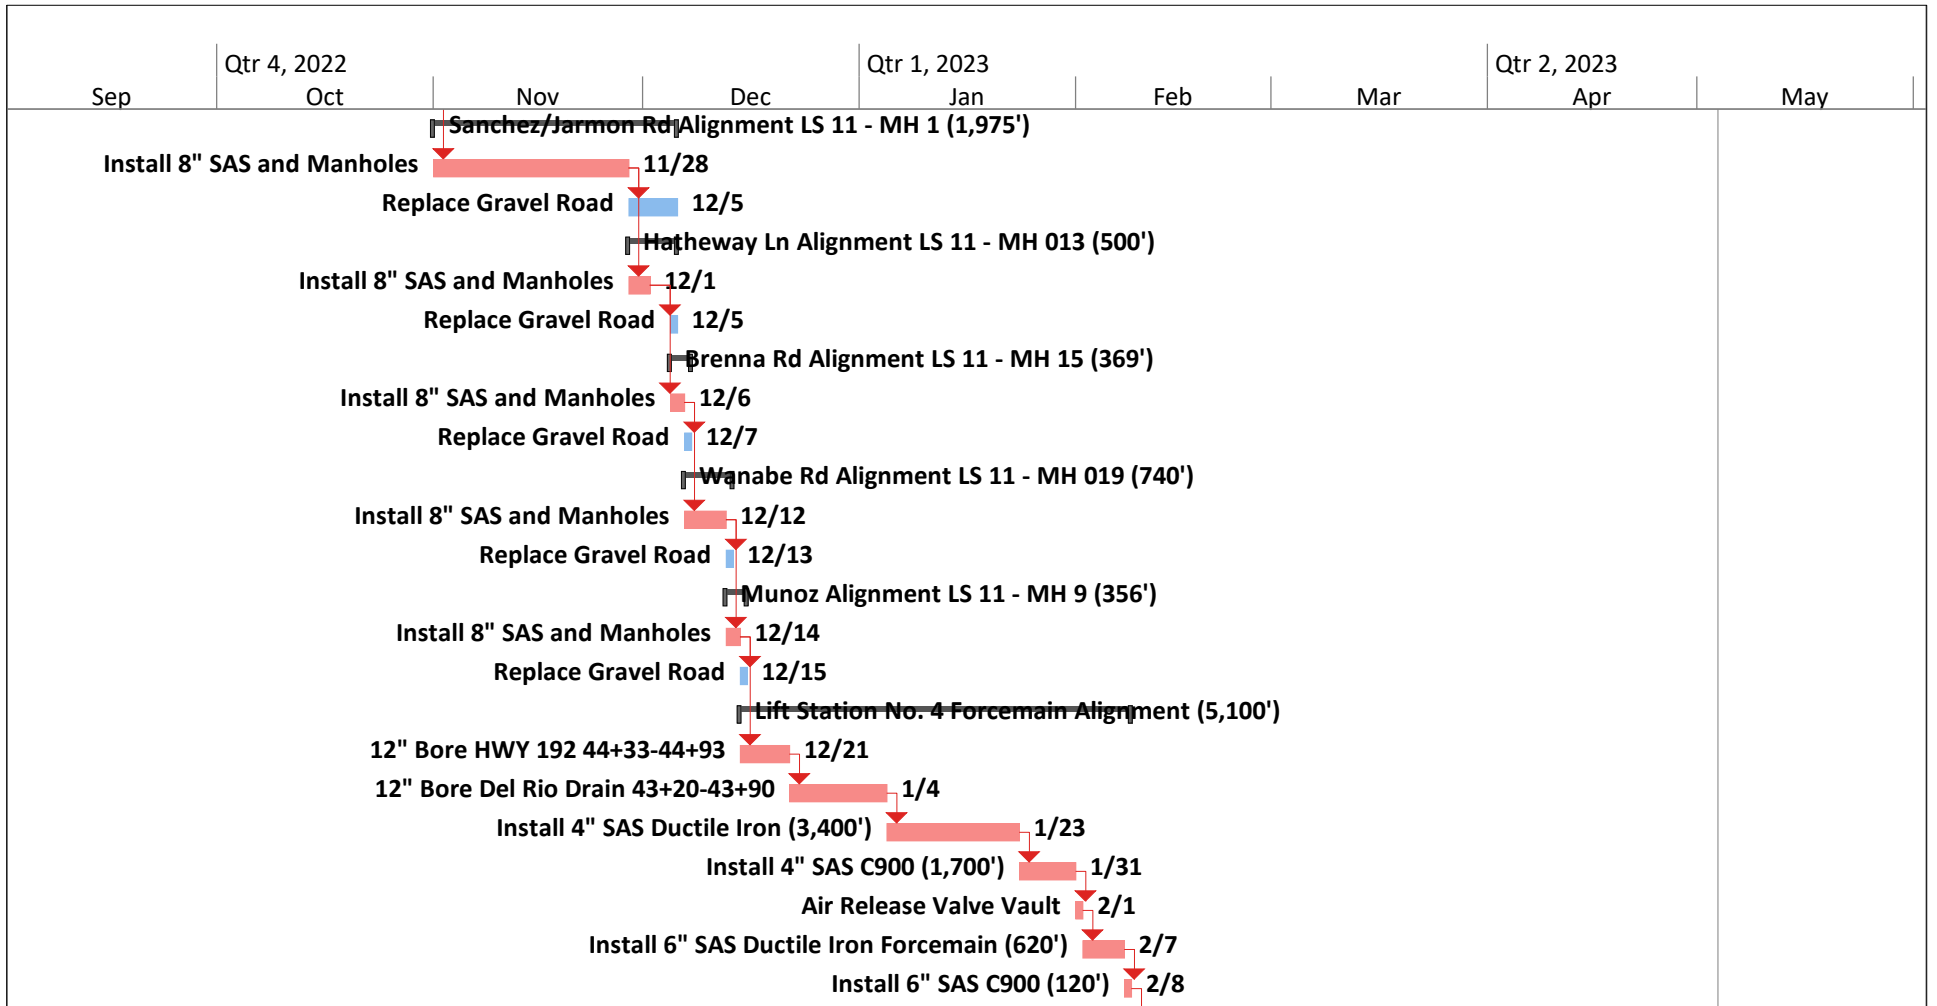 Qtr 4, 2022 Qtr 1, 2023 Qtr 2, 2023
Sep Oct Nov Dec Jan Feb Mar Apr May
Sanchez/Jarmon Rd Alignment LS 11 - MH 1 (1,975')
Install 8" SAS and Manholes 11/28
Replace Gravel Road 12/5
Hatheway Ln Alignment LS 11 - MH 013 (500')
Install 8" SAS and Manholes 12/1
Replace Gravel Road 12/5
Brenna Rd Alignment LS 11 - MH 15 (369')
Install 8" SAS and Manholes 12/6
Replace Gravel Road 12/7
Wanabe Rd Alignment LS 11 - MH 019 (740')
Install 8" SAS and Manholes 12/12
Replace Gravel Road 12/13
Munoz Alignment LS 11 - MH 9 (356')
Install 8" SAS and Manholes 12/14
Replace Gravel Road 12/15
Lift Station No. 4 Forcemain Alignment (5,100')
12" Bore HWY 192 44+33-44+93 12/21
12" Bore Del Rio Drain 43+20-43+90 1/4
Install 4" SAS Ductile Iron (3,400') 1/23
Install 4" SAS C900 (1,700') 1/31
Air Release Valve Vault 2/1
Install 6" SAS Ductile Iron Forcemain (620') 2/7
Install 6" SAS C900 (120') 2/8